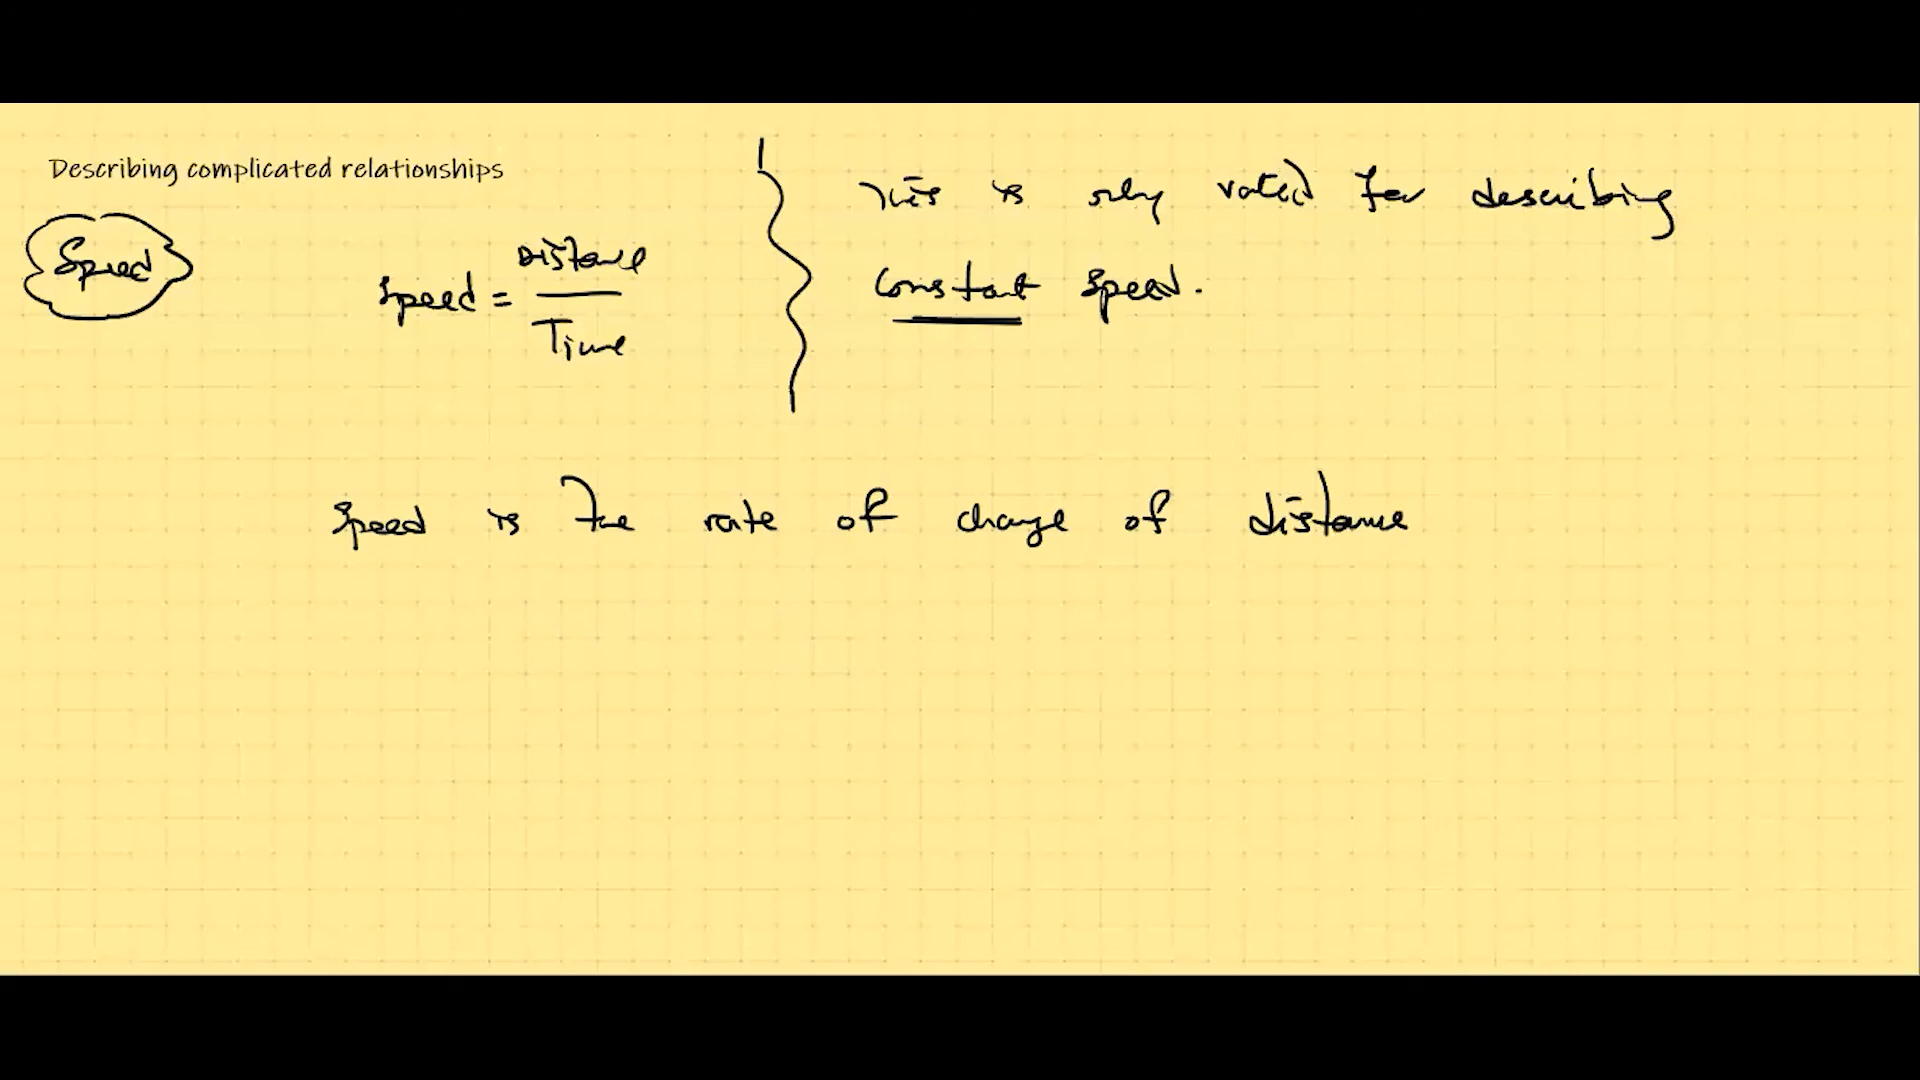 Describing complicated relationships
Speed
Speed = Distance / Time
This is only valid for describing
constant speed.
Speed is the rate of change of distance